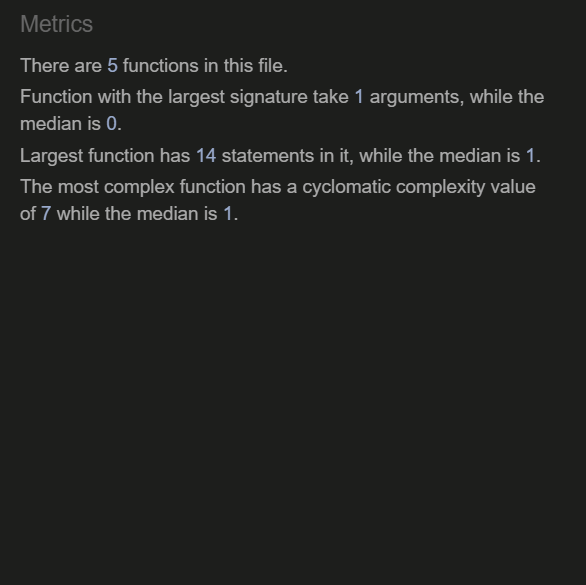 Metrics
There are 5 functions in this file.
Function with the largest signature take 1 arguments, while the
median is 0.
Largest function has 14 statements in it, while the median is 1.
The most complex function has a cyclomatic complexity value
of 7 while the median is 1.